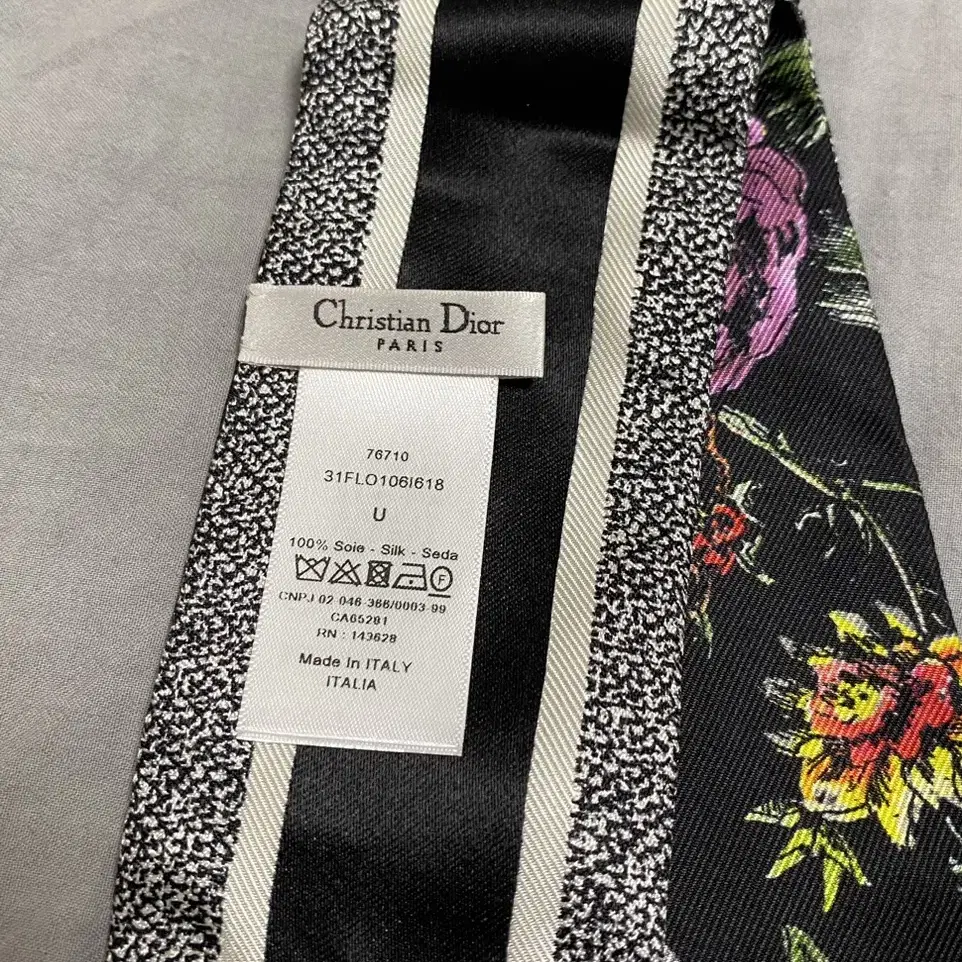 Christian Dior
PARIS
76710
31FLO106I618
U
100% Soie - Silk - Seda
F
CNPJ 02-046-366/0003-99
CA05291
RN : 143628
Made In ITALY
ITALIA